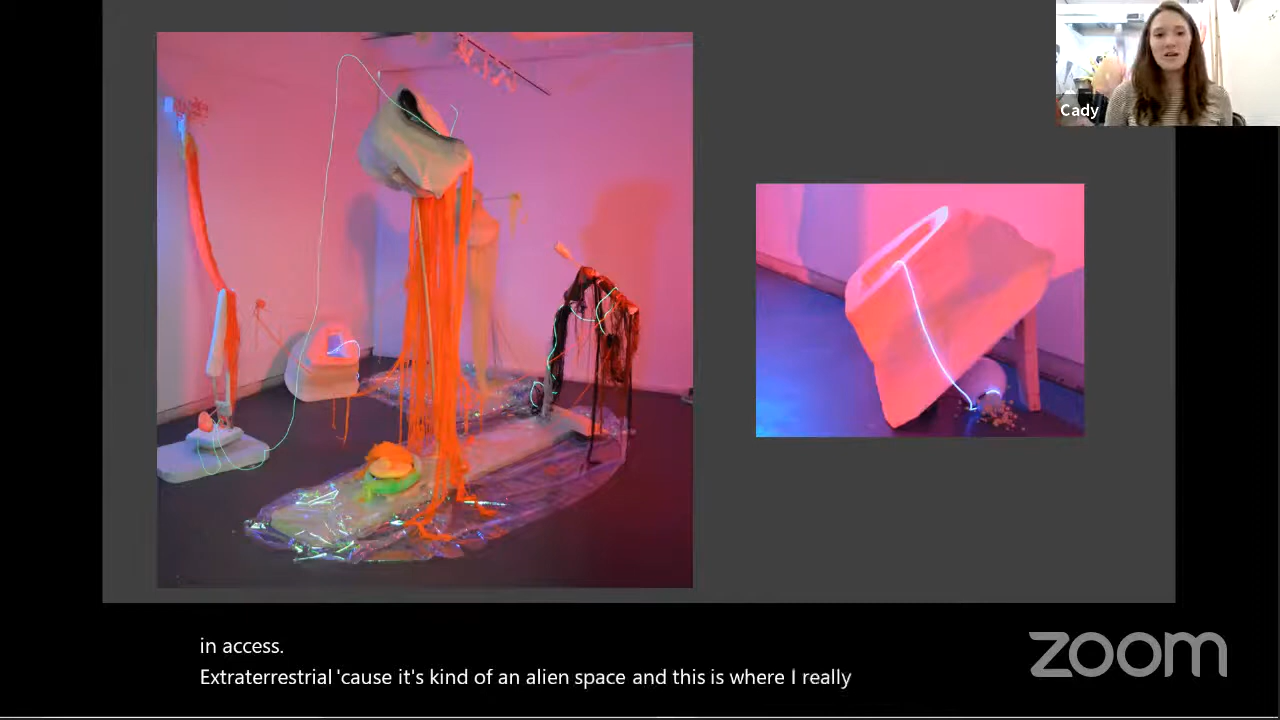 Cady
in access.
Extraterrestrial 'cause it's kind of an alien space and this is where I really
zoom